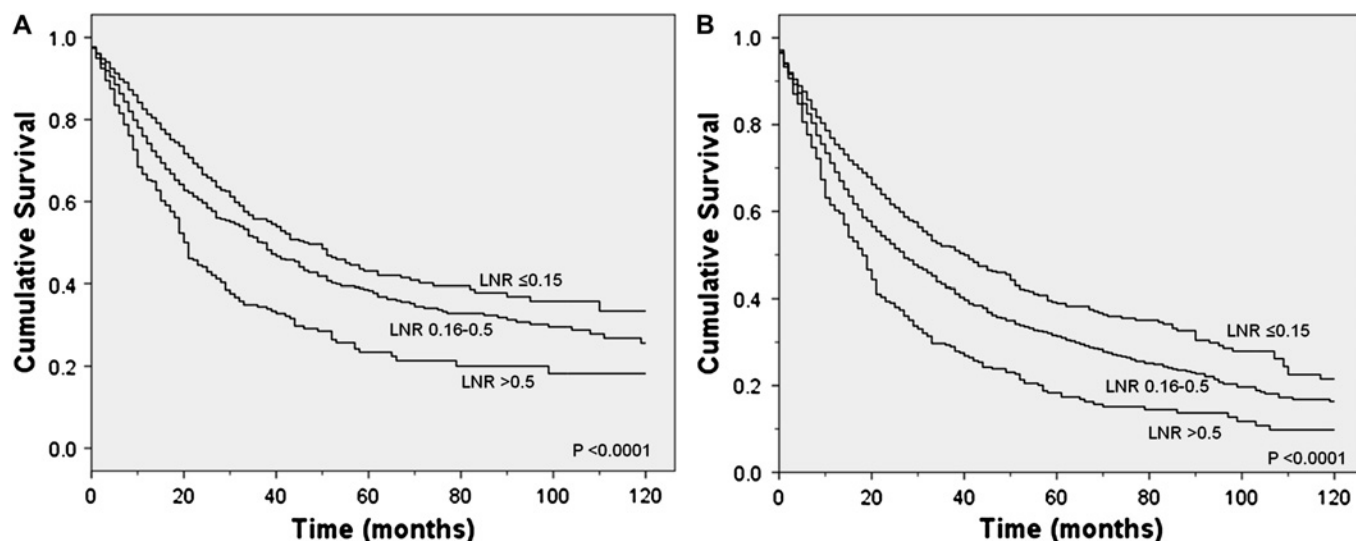 A
Cumulative Survival
1.0
0.8
0.6
0.4
0.2
0.0
LNR ≤0.15
LNR 0.16-0.5
LNR >0.5
P <0.0001
0 20 40 60 80 100 120
Time (months)
B
Cumulative Survival
1.0
0.8
0.6
0.4
0.2
0.0
LNR ≤0.15
LNR 0.16-0.5
LNR >0.5
P <0.0001
0 20 40 60 80 100 120
Time (months)